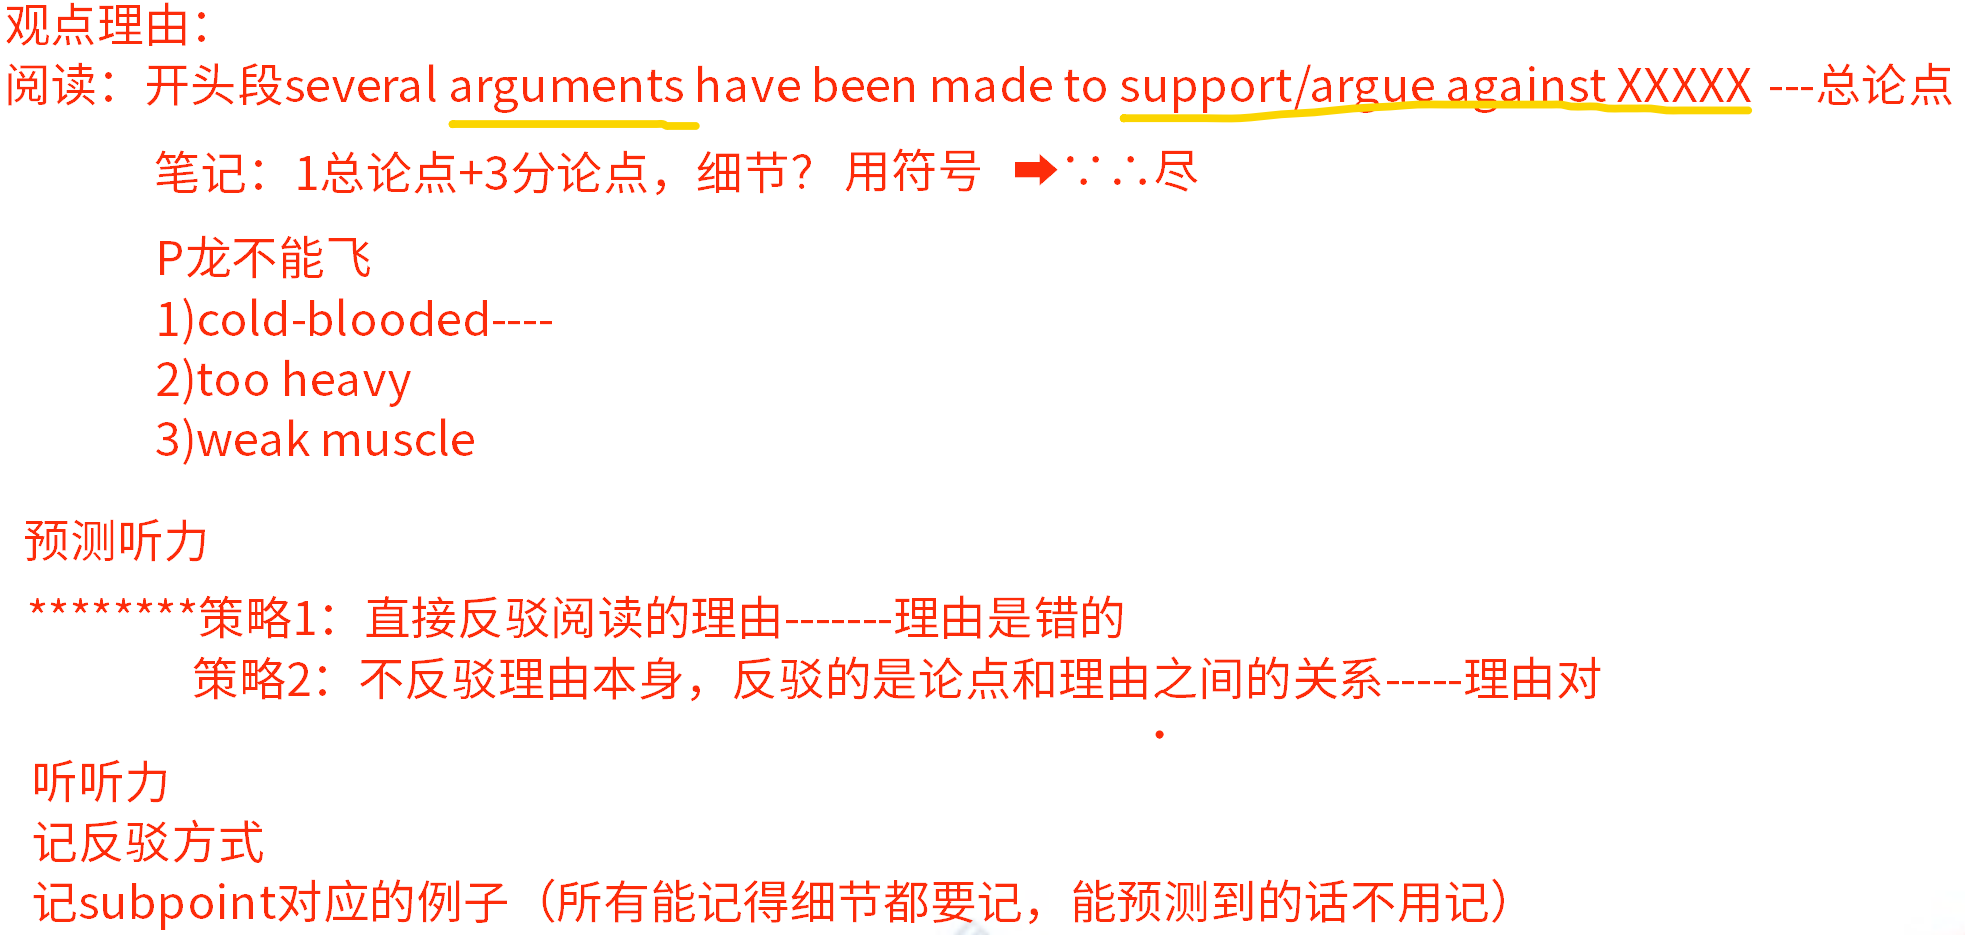 观点理由：
阅读：开头段several arguments have been made to support/argue against XXXXX ---总论点
笔记：1总论点+3分论点，细节？ 用符号 ➡∵∴尽
P龙不能飞
1)cold-blooded----
2)too heavy
3)weak muscle
预测听力
********策略1：直接反驳阅读的理由-------理由是错的
策略2：不反驳理由本身，反驳的是论点和理由之间的关系-----理由对
听听力
记反驳方式
记subpoint对应的例子（所有能记得细节都要记，能预测到的话不用记）